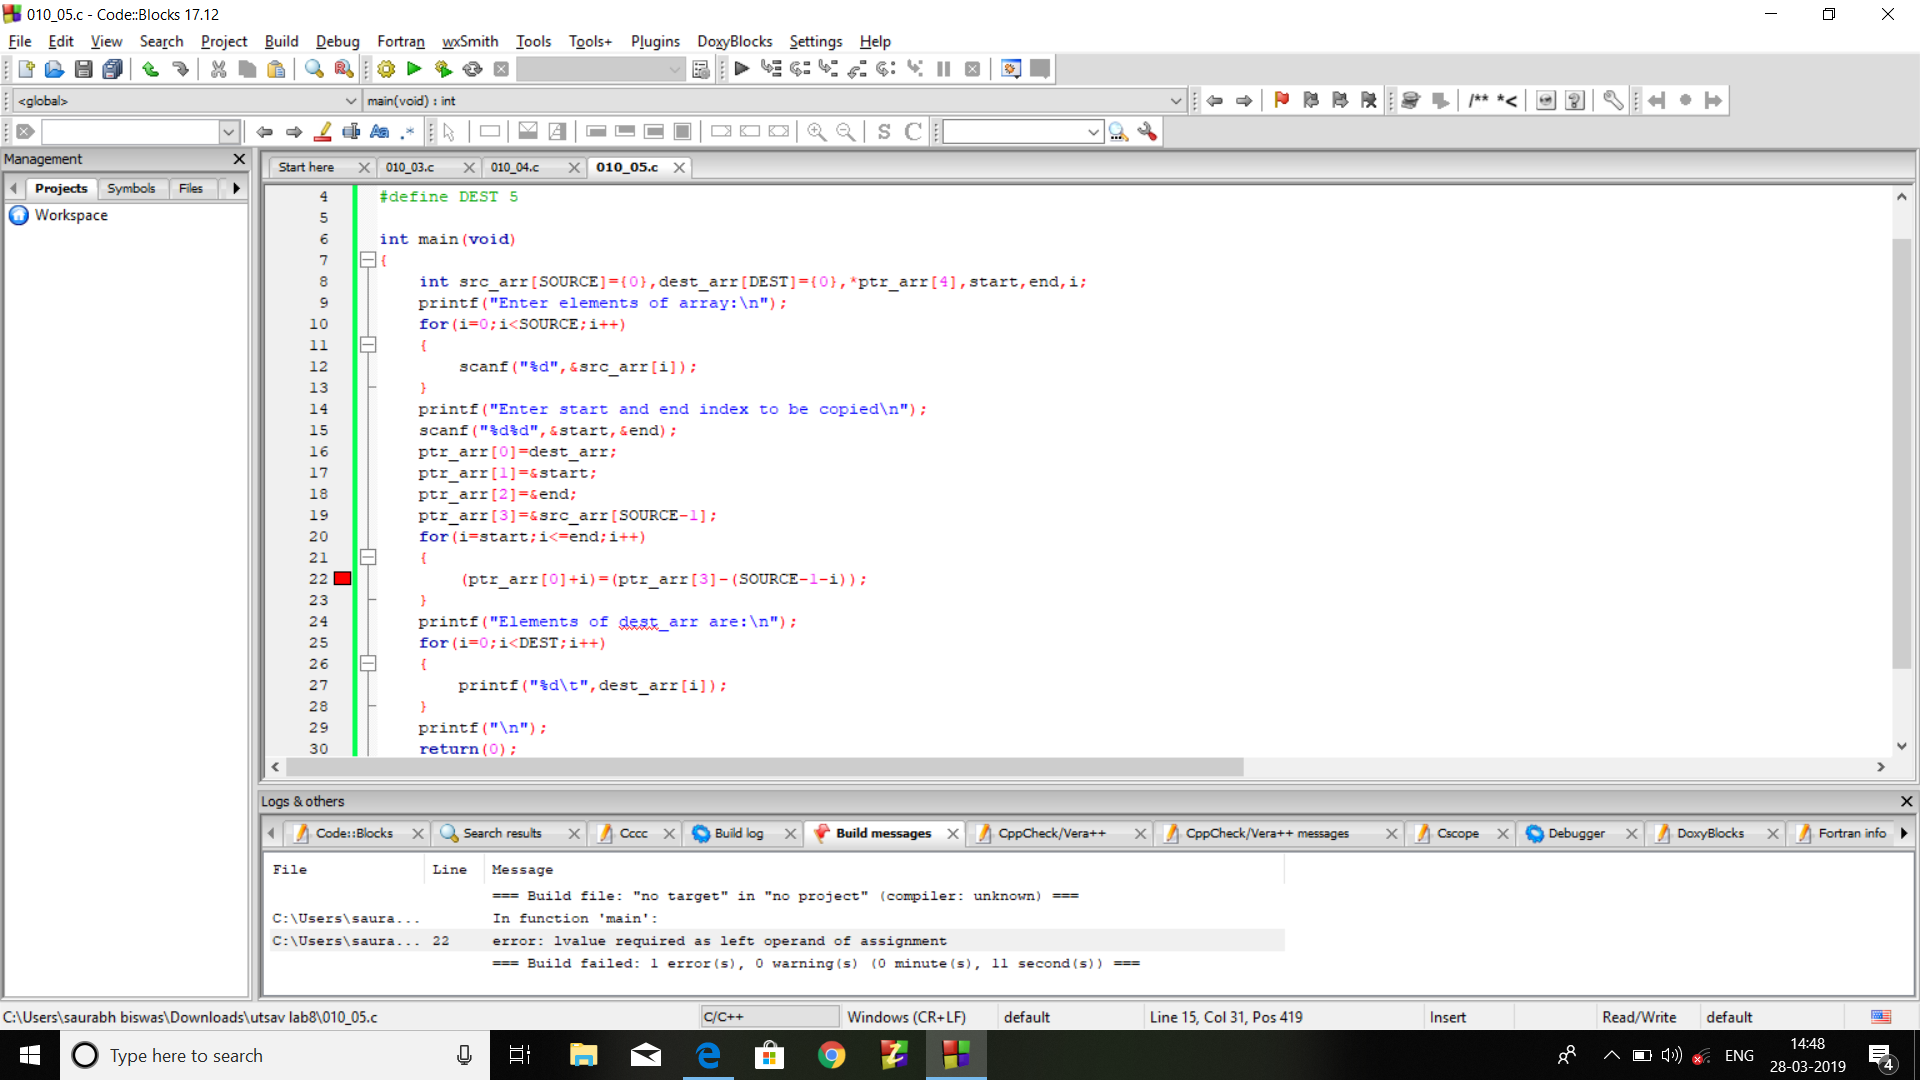 010_05.c - Code::Blocks 17.12
File Edit View Search Project Build Debug Fortran wxSmith Tools Tools+ Plugins DoxyBlocks Settings Help
<global> main(void) : int
/** *<
Aa .*
S C
Management
Projects Symbols Files
Workspace
Start here 010_03.c 010_04.c 010_05.c
4 #define DEST 5
5
6 int main(void)
7 {
8 int src_arr[SOURCE]={0},dest_arr[DEST]={0},*ptr_arr[4],start,end,i;
9 printf("Enter elements of array:\n");
10 for(i=0;i<SOURCE;i++)
11 {
12 scanf("%d",&src_arr[i]);
13 }
14 printf("Enter start and end index to be copied\n");
15 scanf("%d%d",&start,&end);
16 ptr_arr[0]=dest_arr;
17 ptr_arr[1]=&start;
18 ptr_arr[2]=&end;
19 ptr_arr[3]=&src_arr[SOURCE-1];
20 for(i=start;i<=end;i++)
21 {
22 (ptr_arr[0]+i)=(ptr_arr[3]-(SOURCE-1-i));
23 }
24 printf("Elements of dest_arr are:\n");
25 for(i=0;i<DEST;i++)
26 {
27 printf("%d\t",dest_arr[i]);
28 }
29 printf("\n");
30 return(0);
Logs & others
Code::Blocks Search results Cccc Build log Build messages CppCheck/Vera++ CppCheck/Vera++ messages Cscope Debugger DoxyBlocks Fortran info
File Line Message
=== Build file: "no target" in "no project" (compiler: unknown) ===
C:\Users\saura... In function 'main':
C:\Users\saura... 22 error: lvalue required as left operand of assignment
=== Build failed: 1 error(s), 0 warning(s) (0 minute(s), 11 second(s)) ===
C:\Users\saurabh biswas\Downloads\utsav lab8\010_05.c C/C++ Windows (CR+LF) default Line 15, Col 31, Pos 419 Insert Read/Write default
Type here to search
ENG
14:48
28-03-2019
4